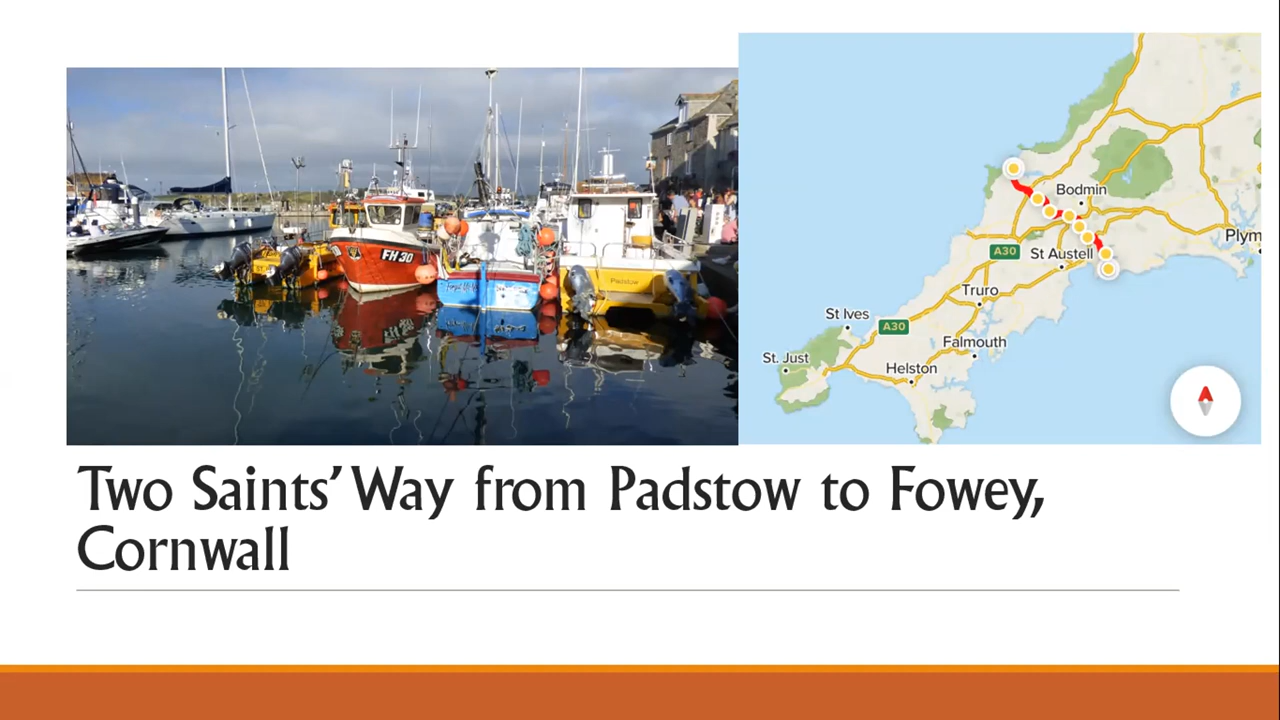 FH 30
Padstow
Bodmin
A30
St Austell
Plym
Truro
St Ives
A30
Falmouth
St. Just
Helston
Two Saints' Way from Padstow to Fowey,
Cornwall